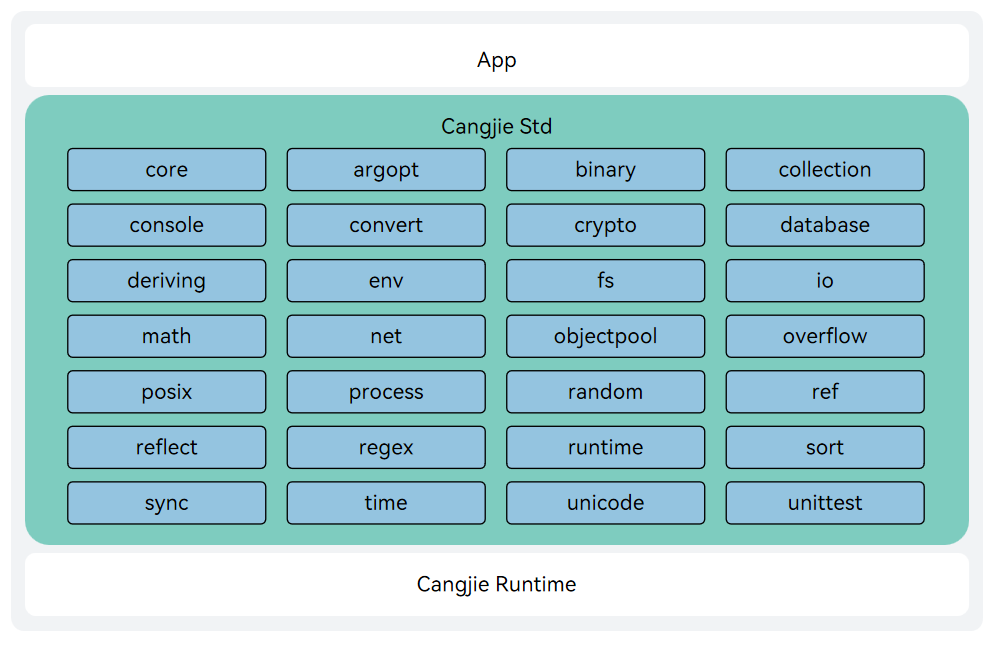 App
Cangjie Std
core argopt binary collection
console convert crypto database
deriving env fs io
math net objectpool overflow
posix process random ref
reflect regex runtime sort
sync time unicode unittest
Cangjie Runtime